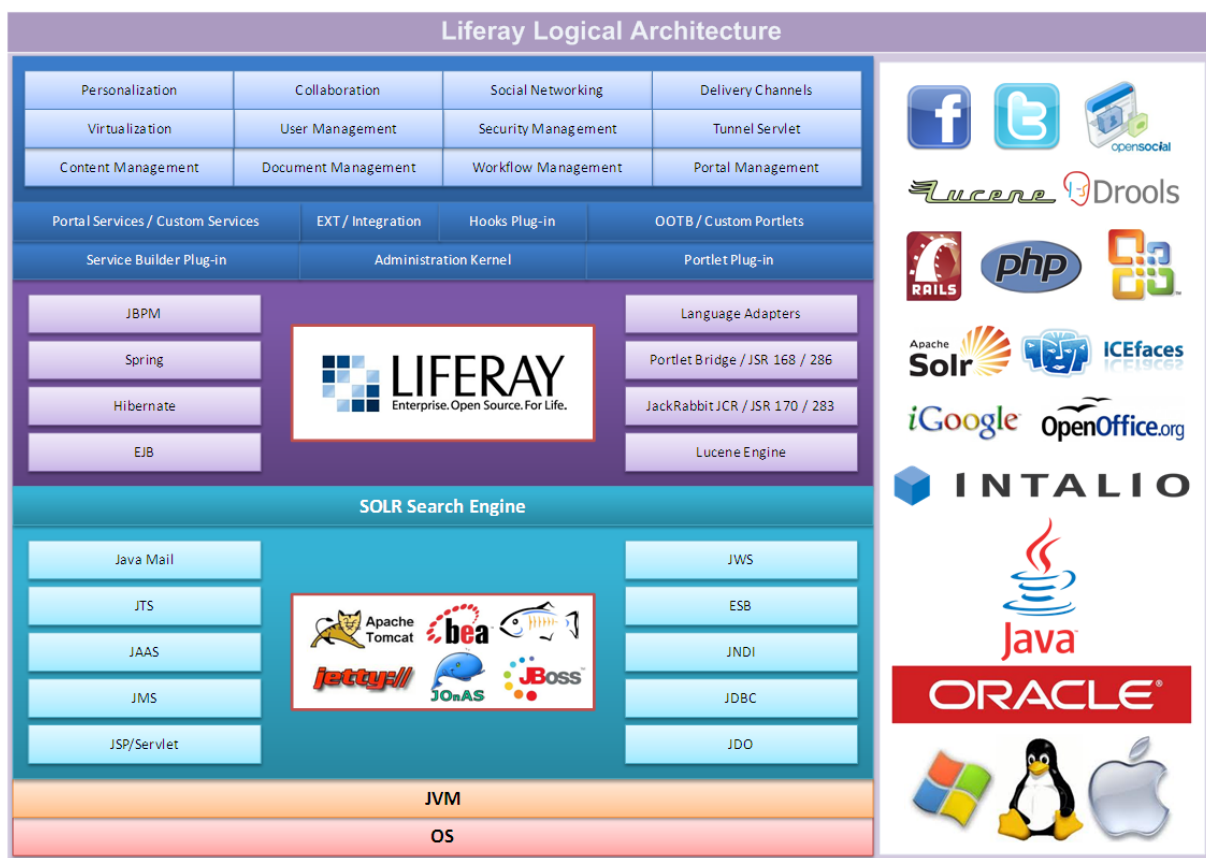 Liferay Logical Architecture
Personalization
Collaboration
Social Networking
Delivery Channels
Virtualization
User Management
Security Management
Tunnel Servlet
Content Management
Document Management
Workflow Management
Portal Management
Portal Services / Custom Services
EXT / Integration
Hooks Plug-in
OOTB / Custom Portlets
Service Builder Plug-in
Administration Kernel
Portlet Plug-in
JBPM
Spring
Hibernate
EJB
LIFERAY
Enterprise. Open Source. For Life.
Language Adapters
Portlet Bridge / JSR 168 / 286
JackRabbit JCR / JSR 170 / 283
Lucene Engine
SOLR Search Engine
Java Mail
JTS
JAAS
JMS
JSP/Servlet
Apache
Tomcat
bea
jetty://
JOnAS
JBoss
JWS
ESB
JNDI
JDBC
JDO
JVM
OS
f
t
opensocial
Lucene
Drools
RAILS
php
Apache
Solr
ICEfaces
iGoogle
OpenOffice.org
INTALIO
Java
ORACLE®